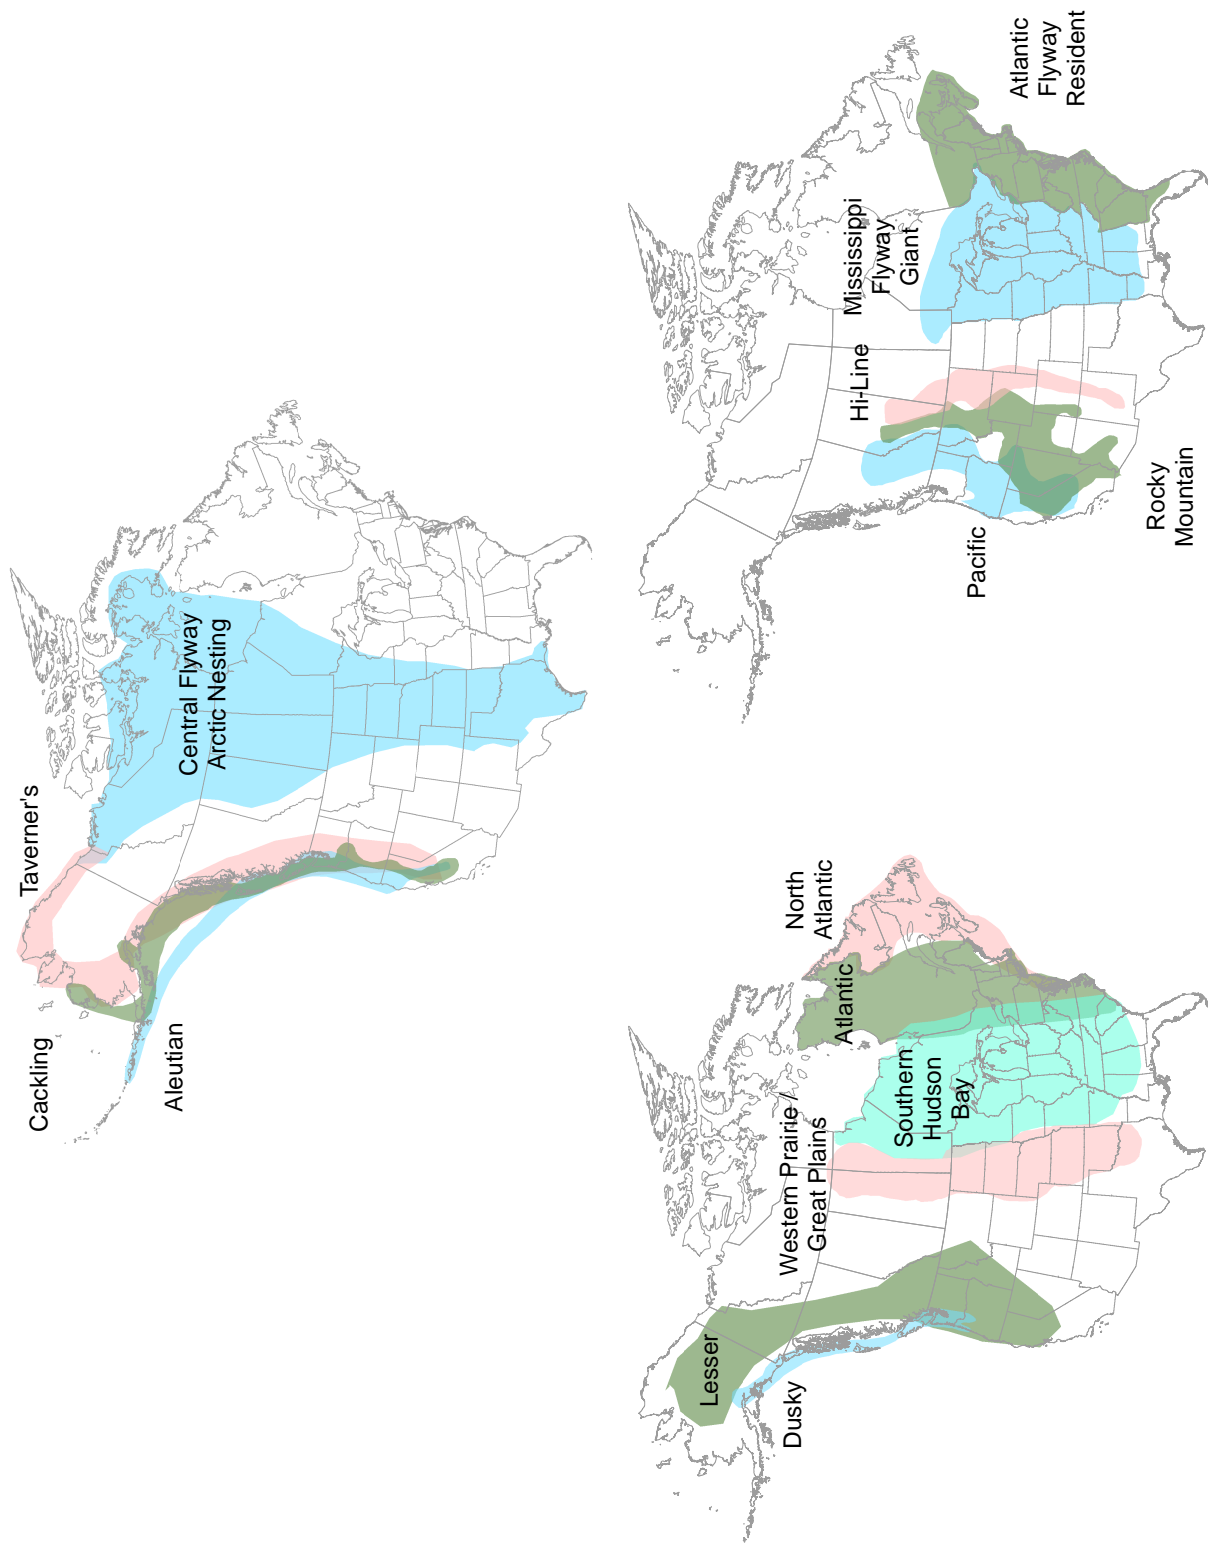 Cackling
Taverner's
Aleutian
Central Flyway
Arctic Nesting
Lesser
Dusky
Western Prairie /
Great Plains
Southern
Hudson
Bay
Atlantic
North
Atlantic
Pacific
Rocky
Mountain
Hi-Line
Mississippi
Flyway
Giant
Atlantic
Flyway
Resident